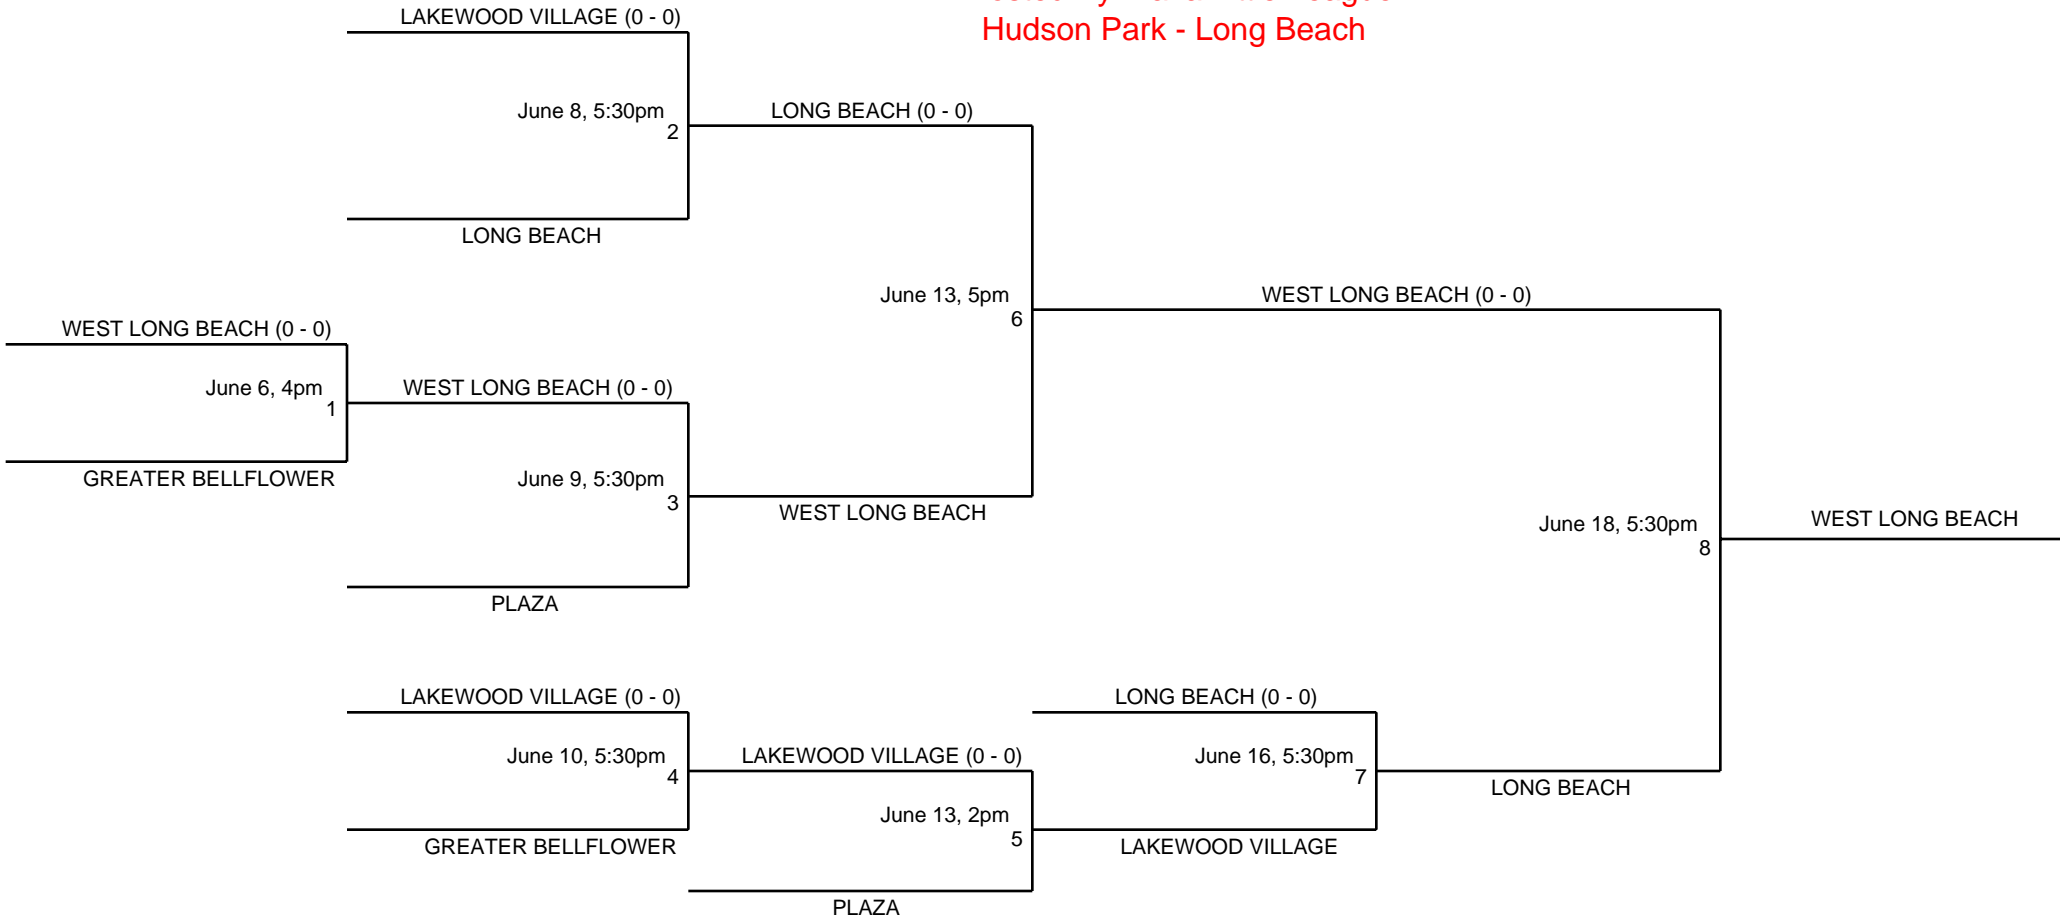 Hudson Park - Long Beach
LAKEWOOD VILLAGE (0 - 0)
June 8, 5:30pm
2
LONG BEACH (0 - 0)
LONG BEACH
June 13, 5pm
6
WEST LONG BEACH (0 - 0)
WEST LONG BEACH (0 - 0)
June 6, 4pm
1
WEST LONG BEACH (0 - 0)
GREATER BELLFLOWER
June 9, 5:30pm
3
WEST LONG BEACH
PLAZA
June 18, 5:30pm
8
WEST LONG BEACH
LAKEWOOD VILLAGE (0 - 0)
June 10, 5:30pm
4
LAKEWOOD VILLAGE (0 - 0)
GREATER BELLFLOWER
June 13, 2pm
5
PLAZA
LONG BEACH (0 - 0)
June 16, 5:30pm
7
LONG BEACH
LAKEWOOD VILLAGE